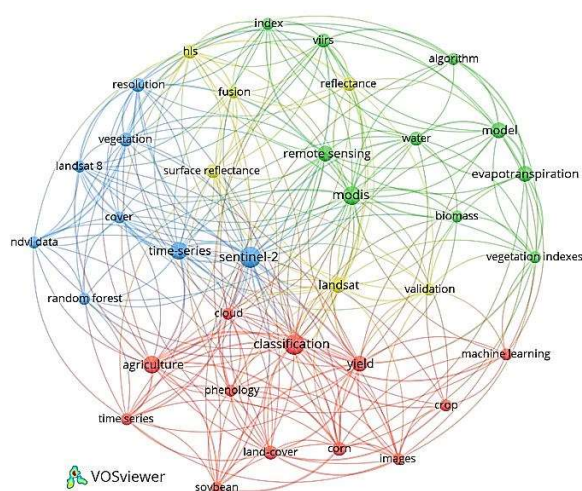 index
viirs
hls
algorithm
resolution
fusion
reflectance
vegetation
remote sensing
water
model
landsat 8
surface reflectance
evapotranspiration
modis
cover
biomass
ndvi data
time-series
sentinel-2
vegetation indexes
random forest
landsat
validation
cloud
classification
agriculture
yield
machine learning
phenology
time series
crop
land-cover
corn
images
soybean
VOSviewer